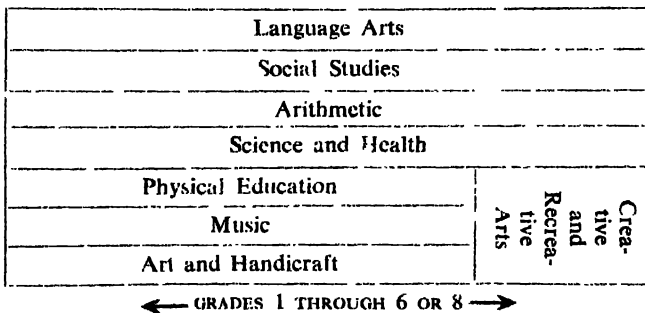 Language Arts
Social Studies
Arithmetic
Science and Health
Physical Education
Music
Art and Handicraft
Crea-
tive
and
Recrea-
tive
Arts
GRADES 1 THROUGH 6 OR 8